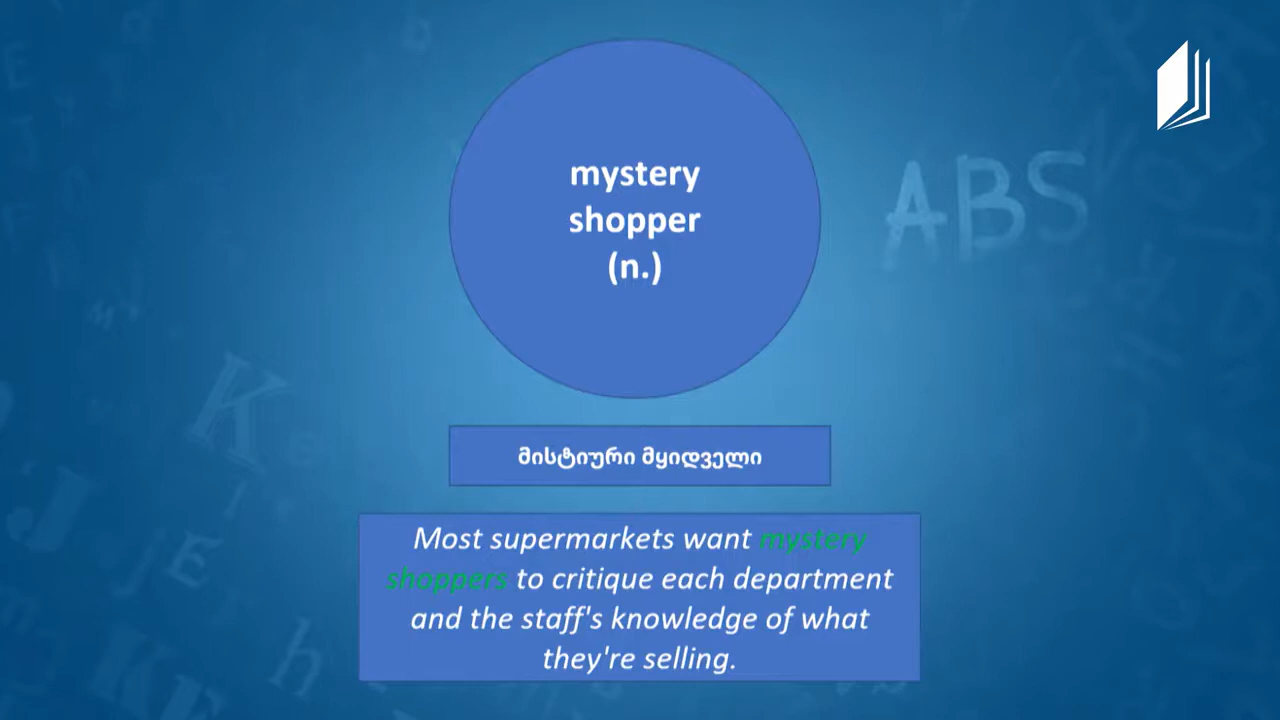 ABS
mystery
shopper
(n.)
მისტიური მყიდველი
Most supermarkets want mystery
shoppers to critique each department
and the staff's knowledge of what
they're selling.